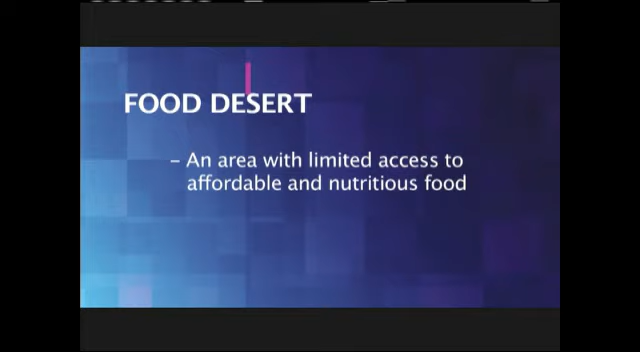 FOOD DESERT
– An area with limited access to
affordable and nutritious food